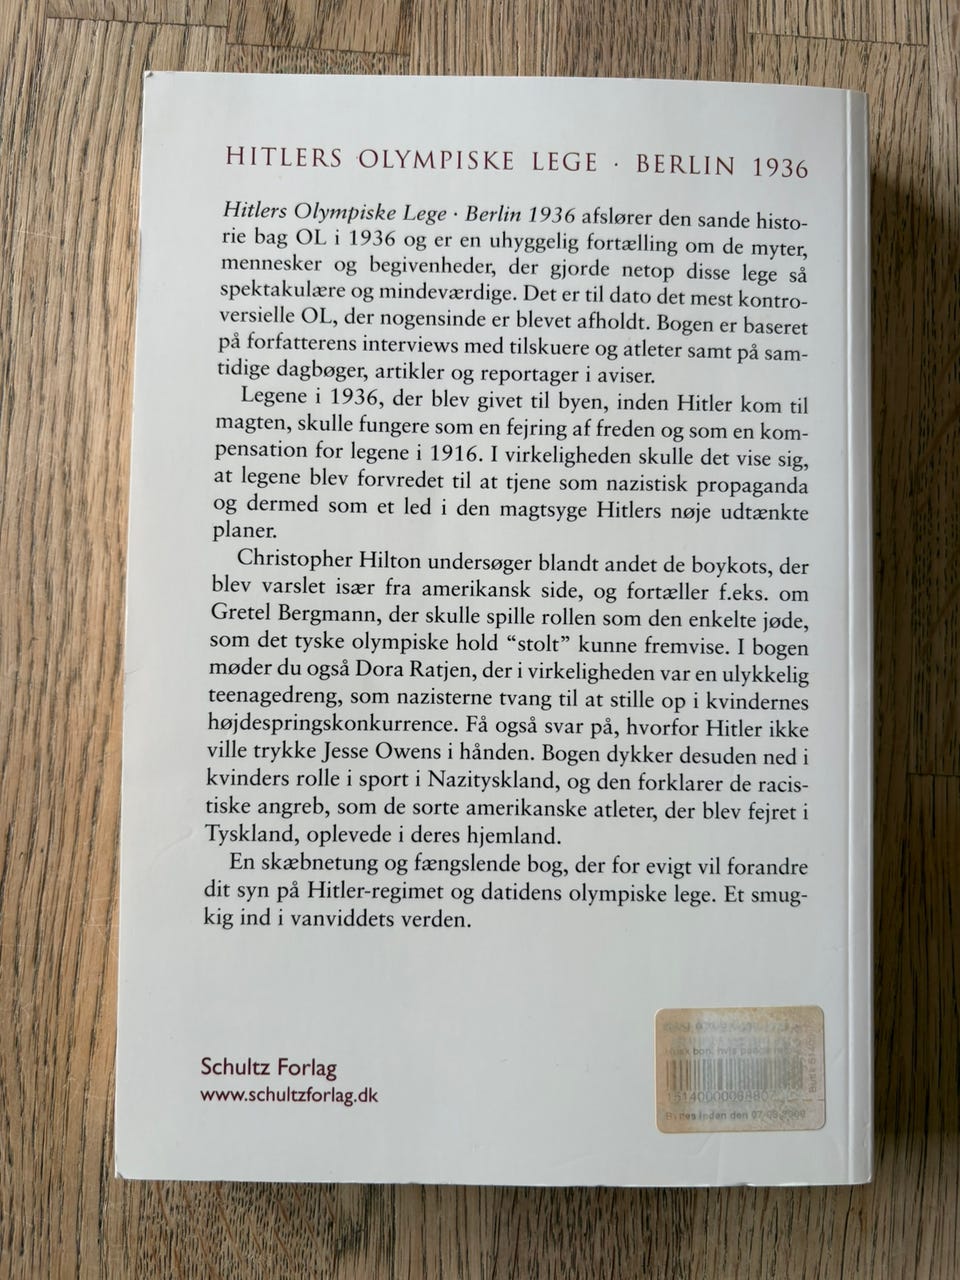 HITLERS OLYMPISKE LEGE · BERLIN 1936
Hitlers Olympiske Lege · Berlin 1936 afslører den sande histo-
rie bag OL i 1936 og er en uhyggelig fortælling om de myter,
mennesker og begivenheder, der gjorde netop disse lege så
spektakulære og mindeværdige. Det er til dato det mest kontro-
versielle OL, der nogensinde er blevet afholdt. Bogen er baseret
på forfatterens interviews med tilskuere og atleter samt på sam-
tidige dagbøger, artikler og reportager i aviser.
Legene i 1936, der blev givet til byen, inden Hitler kom til
magten, skulle fungere som en fejring af freden og som en kom-
pensation for legene i 1916. I virkeligheden skulle det vise sig,
at legene blev forvredet til at tjene som nazistisk propaganda
og dermed som et led i den magtsyge Hitlers nøje udtænkte
planer.
Christopher Hilton undersøger blandt andet de boykots, der
blev varslet især fra amerikansk side, og fortæller f.eks. om
Gretel Bergmann, der skulle spille rollen som den enkelte jøde,
som det tyske olympiske hold “stolt” kunne fremvise. I bogen
møder du også Dora Ratjen, der i virkeligheden var en ulykkelig
teenagedreng, som nazisterne tvang til at stille op i kvindernes
højdespringskonkurrence. Få også svar på, hvorfor Hitler ikke
ville trykke Jesse Owens i hånden. Bogen dykker desuden ned i
kvinders rolle i sport i Nazityskland, og den forklarer de racis-
tiske angreb, som de sorte amerikanske atleter, der blev fejret i
Tyskland, oplevede i deres hjemland.
En skæbnetung og fængslende bog, der for evigt vil forandre
dit syn på Hitler-regimet og datidens olympiske lege. Et smug-
kig ind i vanviddets verden.
Schultz Forlag
www.schultzforlag.dk
bon, hvis
inden den